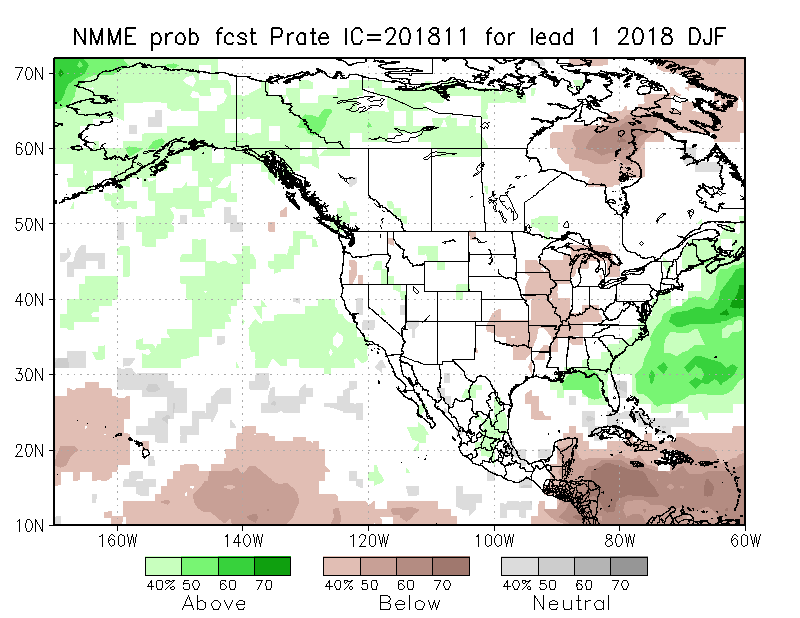 NMME prob fcst Prate IC=201811 for lead 1 2018 DJF
70N
60N
50N
40N
30N
20N
10N
160W 140W 120W 100W 80W 60W
40% 50 60 70 40% 50 60 70 40% 50 60 70
Above Below Neutral